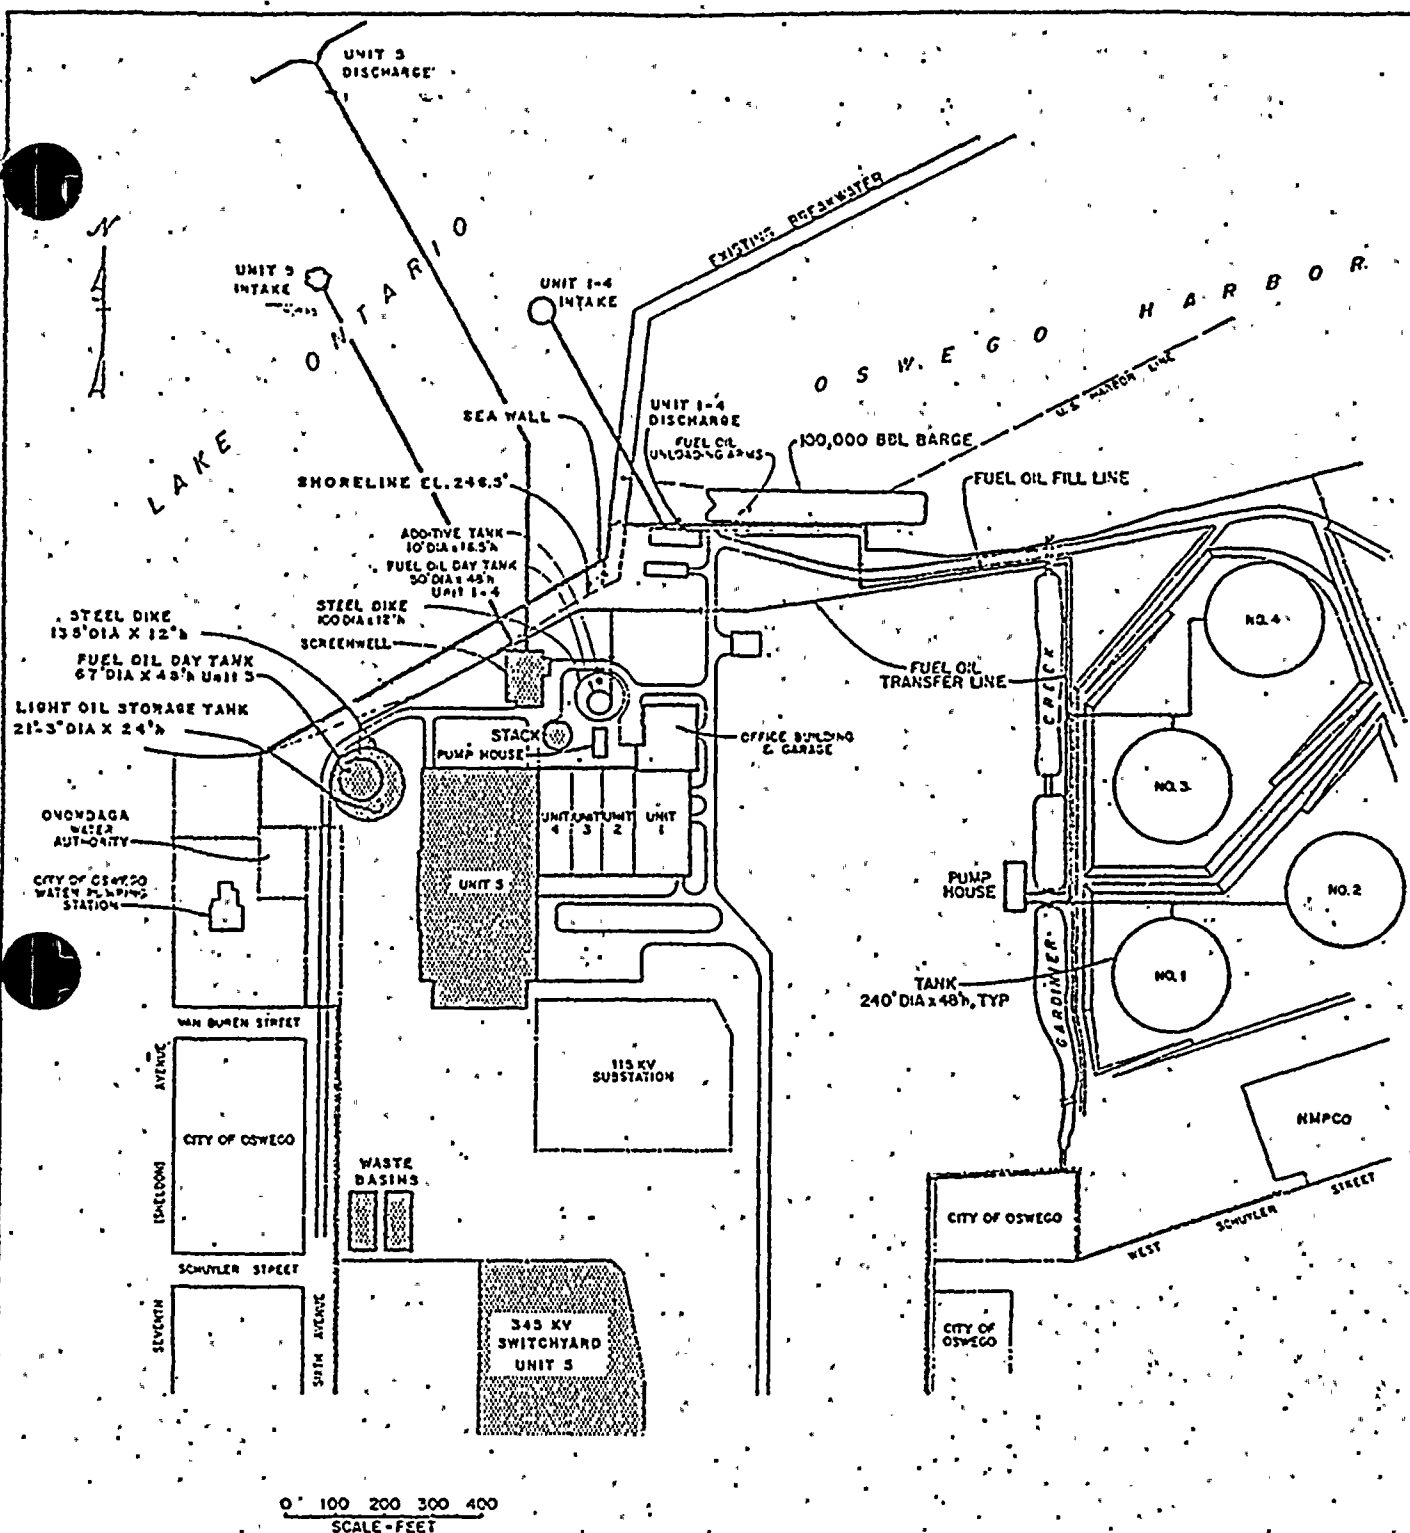 UNIT 5
DISCHARGE
N
EXISTING BREAKWATER
LAKE ONTARIO
UNIT 5
INTAKE
UNIT 1-4
INTAKE
OSWEGO HARBOR
U.S. HARBOR LINE
SEA WALL
UNIT 1-4
DISCHARGE
FUEL OIL
UNLOADING ARMS
100,000 BBL BARGE
SHORELINE EL. 246.5'
FUEL OIL FILL LINE
ADDITIVE TANK
10' DIA x 16.5'h
FUEL OIL DAY TANK
50' DIA x 48'h
UNIT 1-4
STEEL DIKE
100 DIA x 12'h
SCREENWELL
STEEL DIKE
135' DIA X 12'h
FUEL OIL DAY TANK
67' DIA X 48'h Unit 5
LIGHT OIL STORAGE TANK
21'-3" DIA X 24'h
STACK
PUMP HOUSE
OFFICE BUILDING
& GARAGE
FUEL OIL
TRANSFER LINE
CREEK
NO. 4
NO. 3
ONONDAGA
WATER
AUTHORITY
CITY OF OSWEGO
WATER PUMPING
STATION
UNIT
4
UNIT
3
UNIT
2
UNIT
1
UNIT 5
PUMP
HOUSE
NO. 2
NO. 1
TANK
240' DIA x 48'h, TYP
GARDINIER
VAN BUREN STREET
115 KV
SUBSTATION
AVENUE
CITY OF OSWEGO
NMPCO
WASTE
BASINS
(SHELDON)
CITY OF OSWEGO
WEST SCHUYLER STREET
SCHUYLER STREET
SEVENTH
SIXTH AVENUE
345 KV
SWITCHYARD
UNIT 5
CITY OF
OSWEGO
0 100 200 300 400
SCALE - FEET